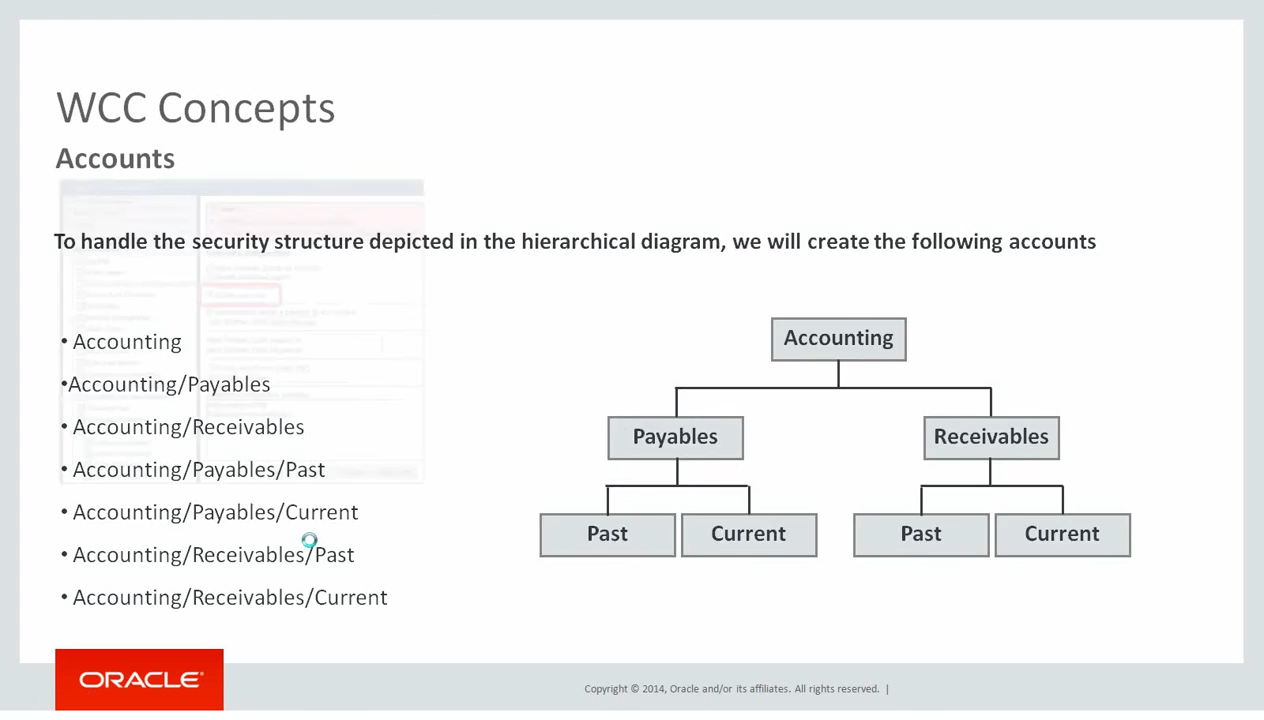 WCC Concepts
Accounts
To handle the security structure depicted in the hierarchical diagram, we will create the following accounts
• Accounting
•Accounting/Payables
• Accounting/Receivables
• Accounting/Payables/Past
• Accounting/Payables/Current
• Accounting/Receivables/Past
• Accounting/Receivables/Current
Accounting
Payables Receivables
Past Current Past Current
ORACLE®
Copyright © 2014, Oracle and/or its affiliates. All rights reserved. |